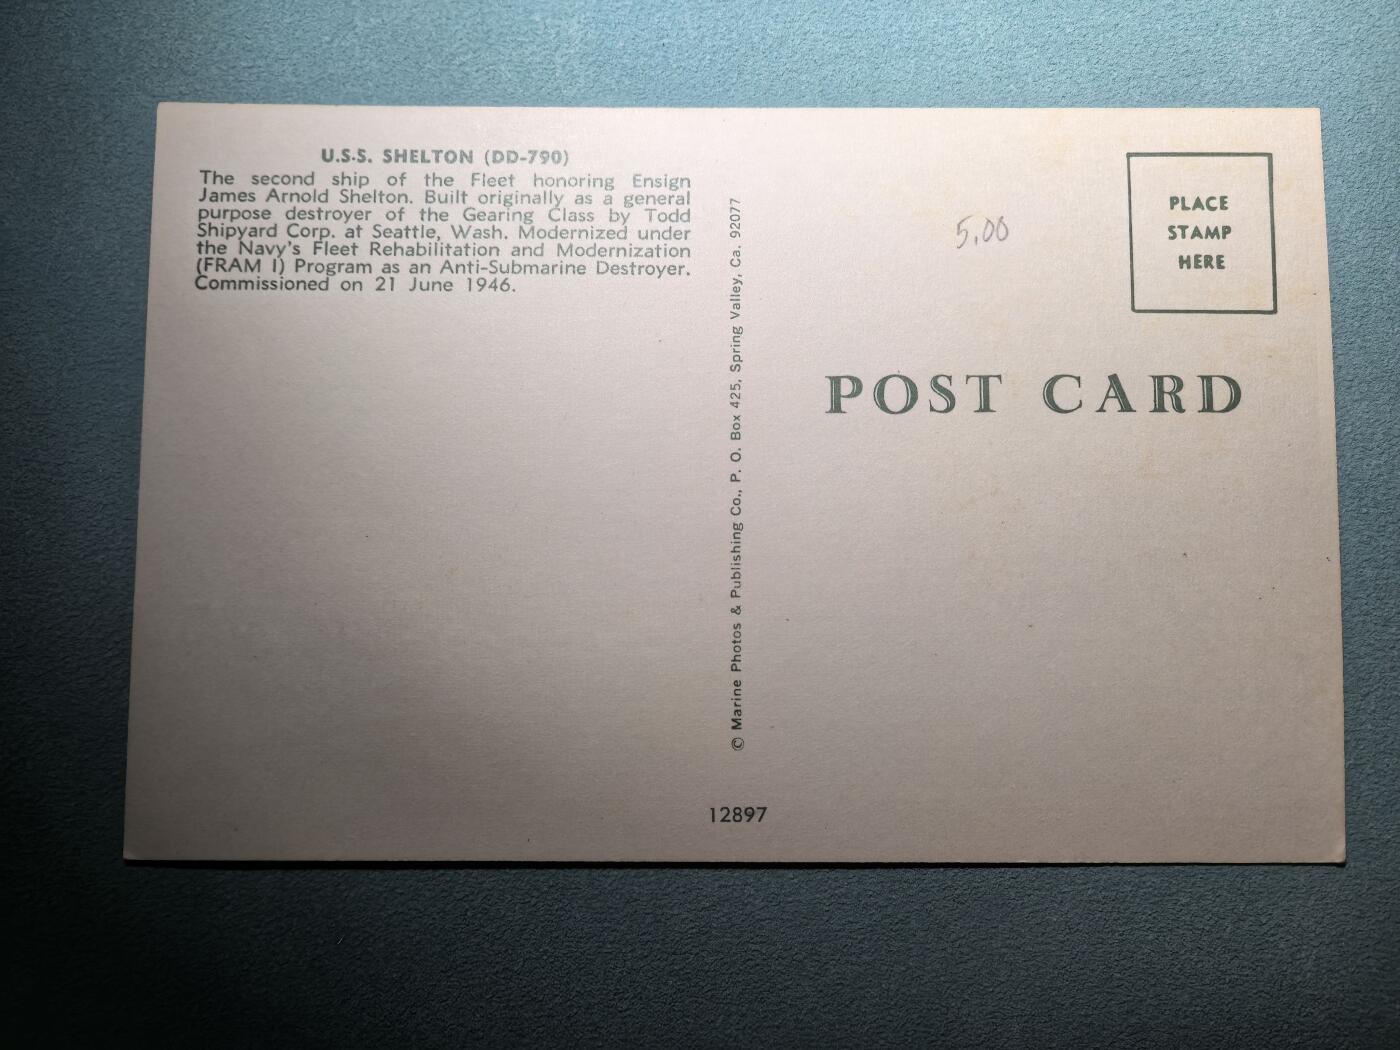 U.S.S. SHELTON (DD-790)
The second ship of the Fleet honoring Ensign
James Arnold Shelton. Built originally as a general
purpose destroyer of the Gearing Class by Todd
Shipyard Corp. at Seattle, Wash. Modernized under
the Navy's Fleet Rehabilitation and Modernization
(FRAM I) Program as an Anti-Submarine Destroyer.
Commissioned on 21 June 1946.
© Marine Photos & Publishing Co., P. O. Box 425, Spring Valley, Ca. 92077
12897
5.00
PLACE
STAMP
HERE
POST CARD